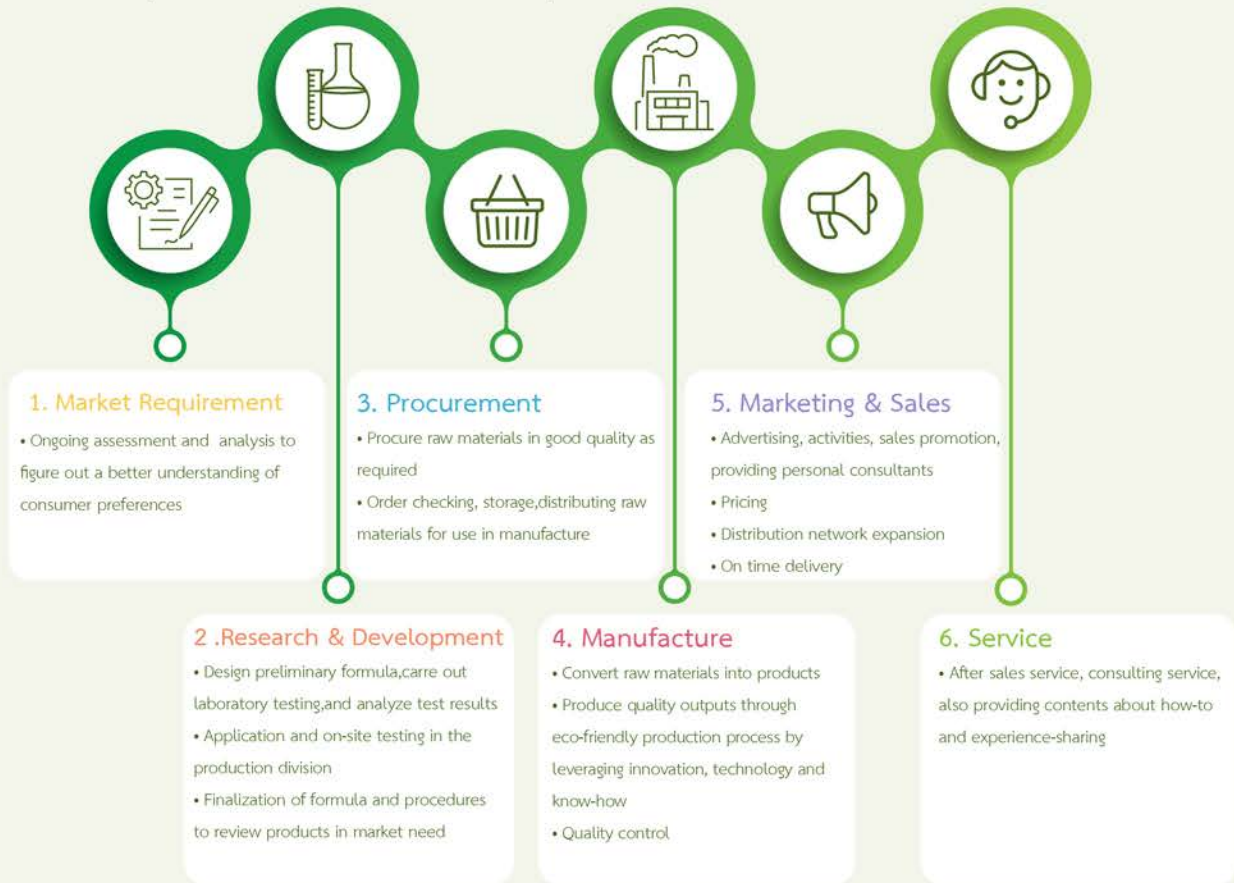 1. Market Requirement
• Ongoing assessment and analysis to
figure out a better understanding of
consumer preferences
2 .Research & Development
• Design preliminary formula,carre out
laboratory testing,and analyze test results
• Application and on-site testing in the
production division
• Finalization of formula and procedures
to review products in market need
3. Procurement
• Procure raw materials in good quality as
required
• Order checking, storage,distributing raw
materials for use in manufacture
4. Manufacture
• Convert raw materials into products
• Produce quality outputs through
eco-friendly production process by
leveraging innovation, technology and
know-how
• Quality control
5. Marketing & Sales
• Advertising, activities, sales promotion,
providing personal consultants
• Pricing
• Distribution network expansion
• On time delivery
6. Service
• After sales service, consulting service,
also providing contents about how-to
and experience-sharing